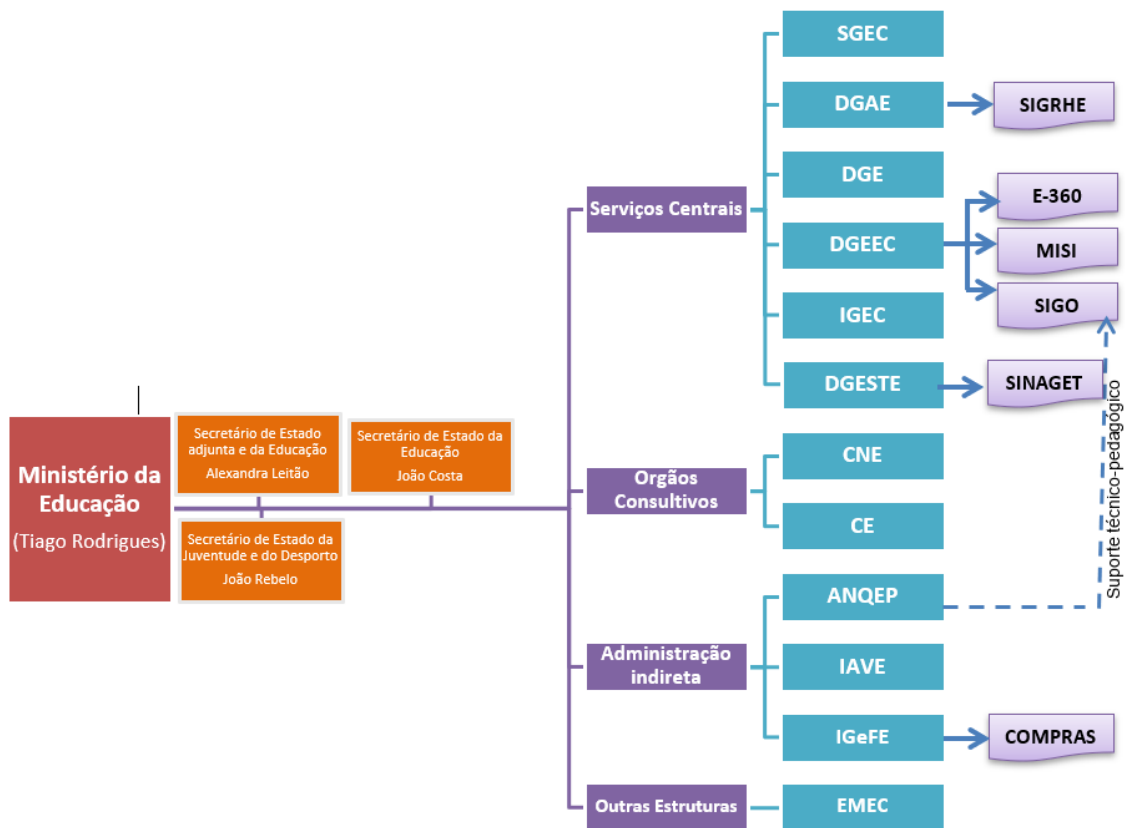 Ministério da
Educação
(Tiago Rodrigues)
Secretário de Estado
adjunta e da Educação
Alexandra Leitão
Secretário de Estado da
Educação
João Costa
Secretário de Estado da
Juventude e do Desporto
João Rebelo
Serviços Centrais
SGEC
DGAE
SIGRHE
DGE
DGEEC
E-360
MISI
SIGO
IGEC
DGESTE
SINAGET
Orgãos
Consultivos
CNE
CE
Administração
indireta
ANQEP
Suporte técnico-pedagógico
IAVE
IGeFE
COMPRAS
Outras Estruturas
EMEC